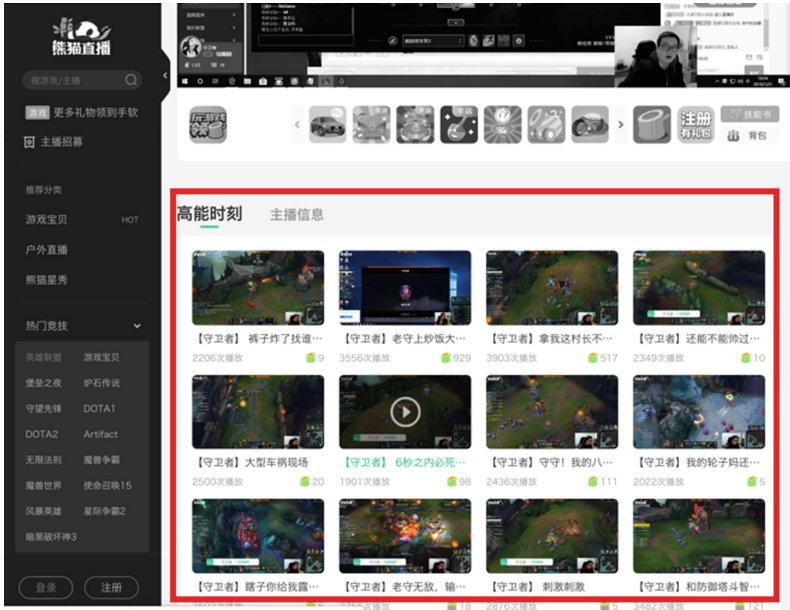 熊猫直播
搜游戏/主播
游戏 更多礼物领到手软
主播招募
推荐分类
游戏宝贝 HOT
户外直播
熊猫星秀
热门竞技
英雄联盟 游戏宝贝
堡垒之夜 炉石传说
守望先锋 DOTA1
DOTA2 Artifact
无限法则 魔兽争霸
魔兽世界 使命召唤15
风暴英雄 星际争霸2
暗黑破坏神3
登录 注册
注册
有礼包
技能书
背包
高能时刻 主播信息
【守卫者】 裤子炸了找谁…
2206次播放 9
【守卫者】老守上炒饭大…
3556次播放 929
【守卫者】拿我这村长不…
3903次播放 517
【守卫者】还能不能帅过…
2349次播放 10
【守卫者】大型车祸现场
2500次播放 20
【守卫者】 6秒之内必死…
1901次播放 98
【守卫者】守守！我的八…
2436次播放 111
【守卫者】我的轮子妈还…
2022次播放 5
【守卫者】瞎子你给我露…
【守卫者】老守无敌，输…
18
【守卫者】 刺激刺激
2876次播放 5
【守卫者】和防御塔斗智…
3482次播放 121